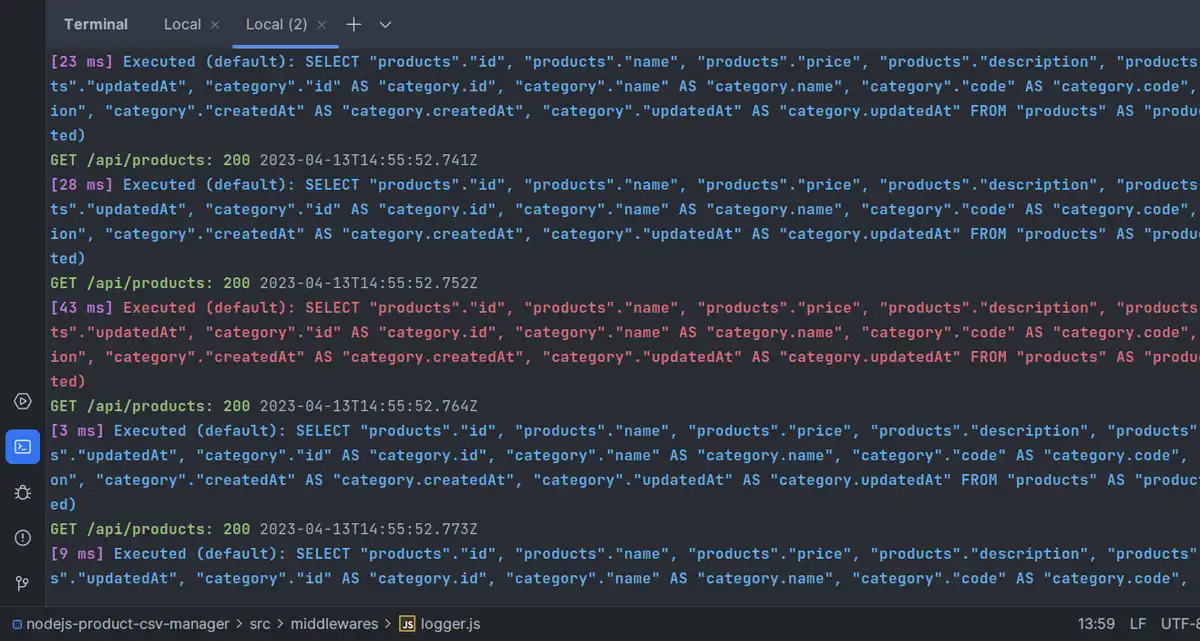 Terminal Local Local (2)
[23 ms] Executed (default): SELECT "products"."id", "products"."name", "products"."price", "products"."description", "products
ts"."updatedAt", "category"."id" AS "category.id", "category"."name" AS "category.name", "category"."code" AS "category.code",
ion", "category"."createdAt" AS "category.createdAt", "category"."updatedAt" AS "category.updatedAt" FROM "products" AS "produ
ted)
GET /api/products: 200 2023-04-13T14:55:52.741Z
[28 ms] Executed (default): SELECT "products"."id", "products"."name", "products"."price", "products"."description", "products
ts"."updatedAt", "category"."id" AS "category.id", "category"."name" AS "category.name", "category"."code" AS "category.code",
ion", "category"."createdAt" AS "category.createdAt", "category"."updatedAt" AS "category.updatedAt" FROM "products" AS "produ
ted)
GET /api/products: 200 2023-04-13T14:55:52.752Z
[43 ms] Executed (default): SELECT "products"."id", "products"."name", "products"."price", "products"."description", "products
ts"."updatedAt", "category"."id" AS "category.id", "category"."name" AS "category.name", "category"."code" AS "category.code",
ion", "category"."createdAt" AS "category.createdAt", "category"."updatedAt" AS "category.updatedAt" FROM "products" AS "produ
ted)
GET /api/products: 200 2023-04-13T14:55:52.764Z
[3 ms] Executed (default): SELECT "products"."id", "products"."name", "products"."price", "products"."description", "products"
s"."updatedAt", "category"."id" AS "category.id", "category"."name" AS "category.name", "category"."code" AS "category.code",
on", "category"."createdAt" AS "category.createdAt", "category"."updatedAt" AS "category.updatedAt" FROM "products" AS "produc
ed)
GET /api/products: 200 2023-04-13T14:55:52.773Z
[9 ms] Executed (default): SELECT "products"."id", "products"."name", "products"."price", "products"."description", "products"
s"."updatedAt", "category"."id" AS "category.id", "category"."name" AS "category.name", "category"."code" AS "category.code",
nodejs-product-csv-manager > src > middlewares > JS logger.js 13:59 LF UTF-8